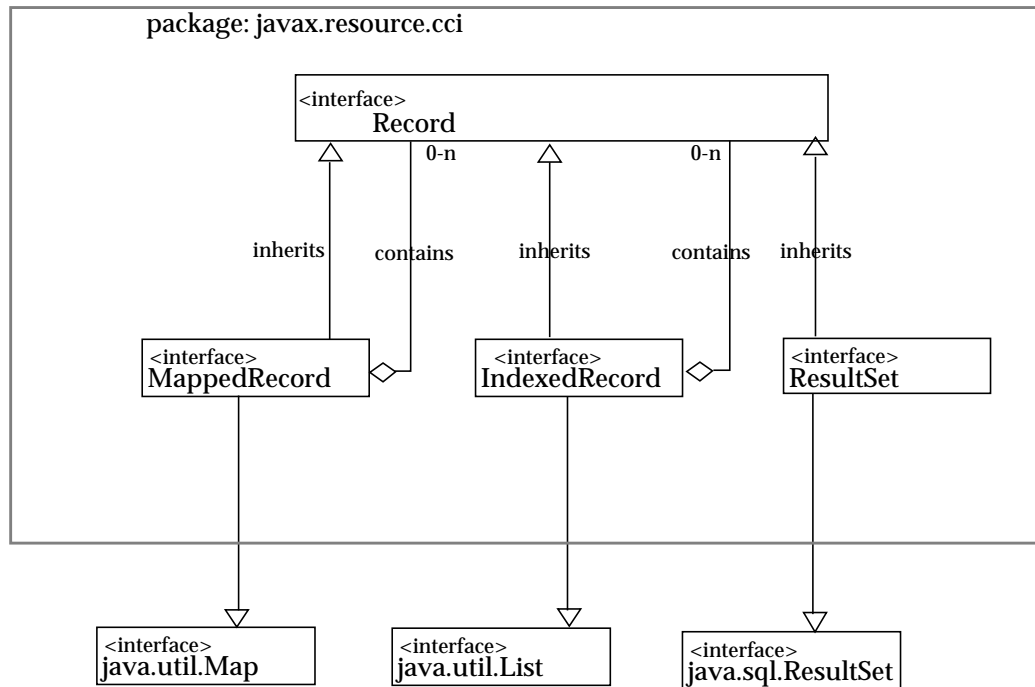 package: javax.resource.cci
<interface>
Record
0-n
0-n
inherits
contains
inherits
contains
inherits
<interface>
MappedRecord
<interface>
IndexedRecord
<interface>
ResultSet
<interface>
java.util.Map
<interface>
java.util.List
<interface>
java.sql.ResultSet